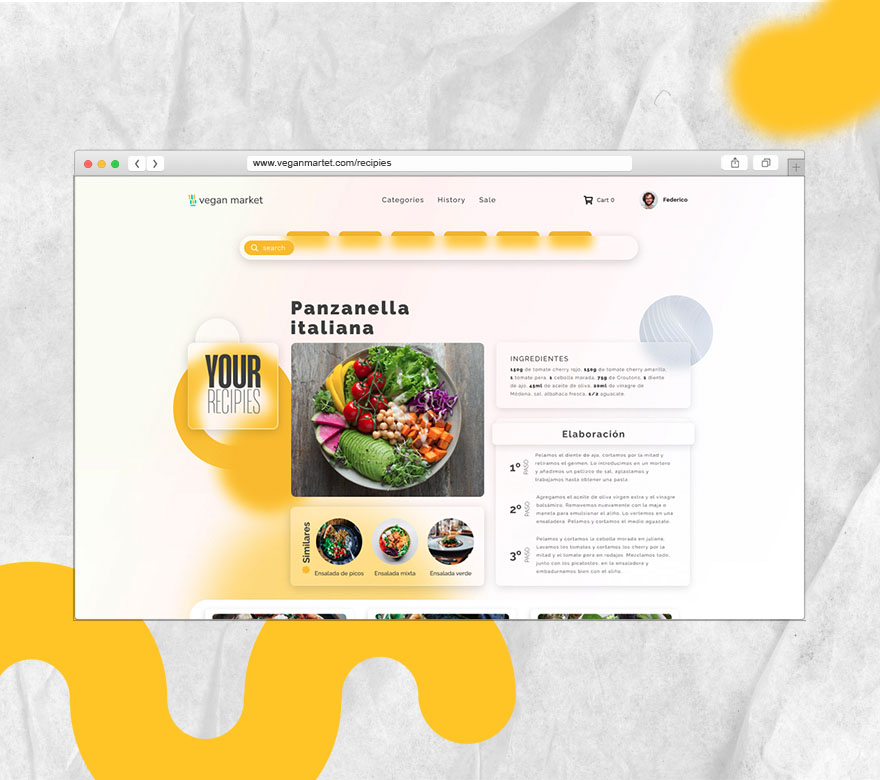 www.veganmartet.com/recipies
vegan market
Categories
History
Sale
Cart 0
Federico
search
Panzanella
italiana
YOUR
RECIPIES
INGREDIENTES
150g de tomate cherry rojo, 150g de tomate cherry amarillo,
1 tomate pera, 1 cebolla morada, 75g de Croutons, 1 diente
de ajo, 45ml de aceite de oliva, 20ml de vinagre de
Módena, sal, albahaca fresca, 1/2 aguacate.
Elaboración
1º
PASO
Pelamos el diente de ajo, cortamos por la mitad y
retiramos el germen. Lo introducimos en un mortero
y añadimos un pellizco de sal, aplastamos y
trabajamos hasta obtener una pasta.
2º
PASO
Agregamos el aceite de oliva virgen extra y el vinagre
balsámico. Removemos nuevamente con la maja o
maneta para emulsionar el aliño. Lo vertemos en una
ensaladera. Pelamos y cortamos el medio aguacate.
3º
PASO
Pelamos y cortamos la cebolla morada en juliana.
Lavamos los tomates y cortamos los cherry por la
mitad y el tomate pera en rodajas. Mezclamos todo,
junto con los picatostes, en la ensaladera y
embadurnamos bien con el aliño.
Similares
Ensalada de picos
Ensalada mixta
Ensalada verde